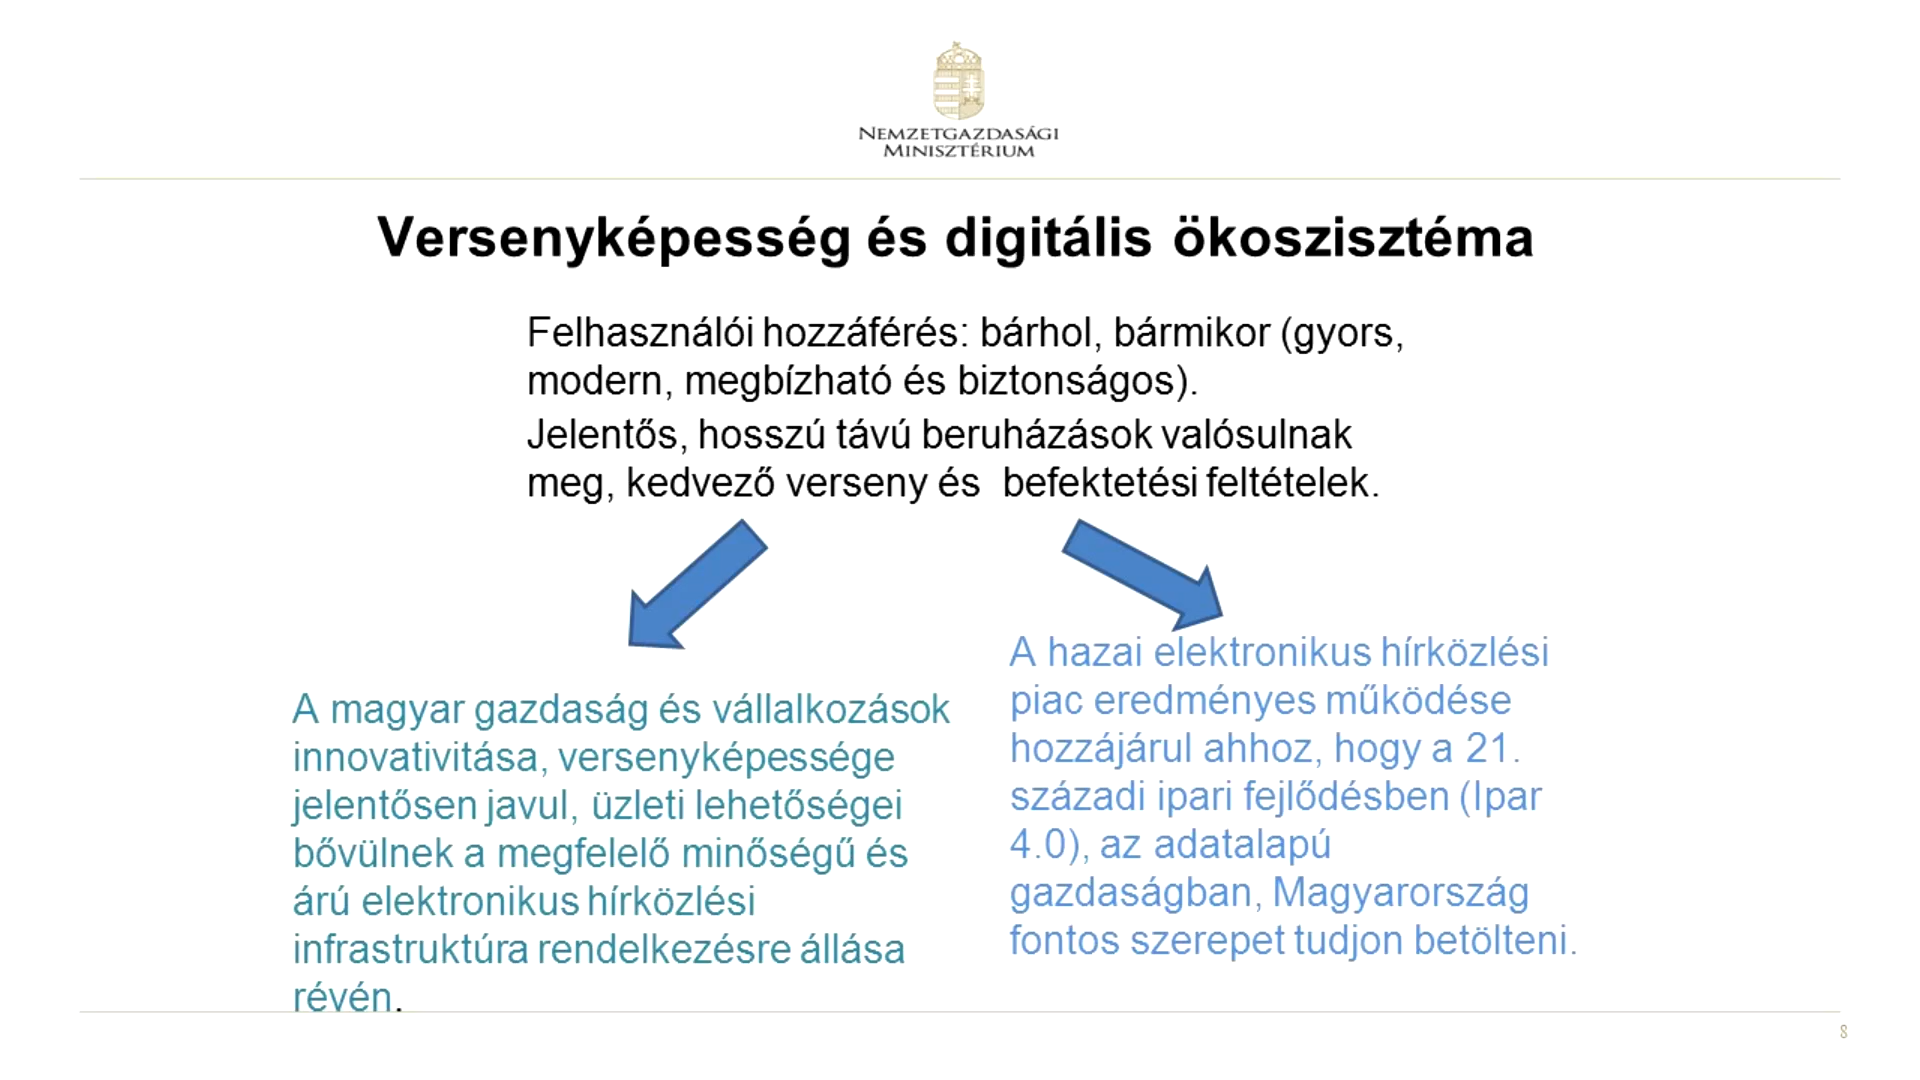 NEMZETGAZDASÁGI
MINISZTÉRIUM
Versenyképesség és digitális ökoszisztéma
Felhasználói hozzáférés: bárhol, bármikor (gyors,
modern, megbízható és biztonságos).
Jelentős, hosszú távú beruházások valósulnak
meg, kedvező verseny és befektetési feltételek.
A magyar gazdaság és vállalkozások
innovativitása, versenyképessége
jelentősen javul, üzleti lehetőségei
bővülnek a megfelelő minőségű és
árú elektronikus hírközlési
infrastruktúra rendelkezésre állása
révén.
A hazai elektronikus hírközlési
piac eredményes működése
hozzájárul ahhoz, hogy a 21.
századi ipari fejlődésben (Ipar
4.0), az adatalapú
gazdaságban, Magyarország
fontos szerepet tudjon betölteni.
8